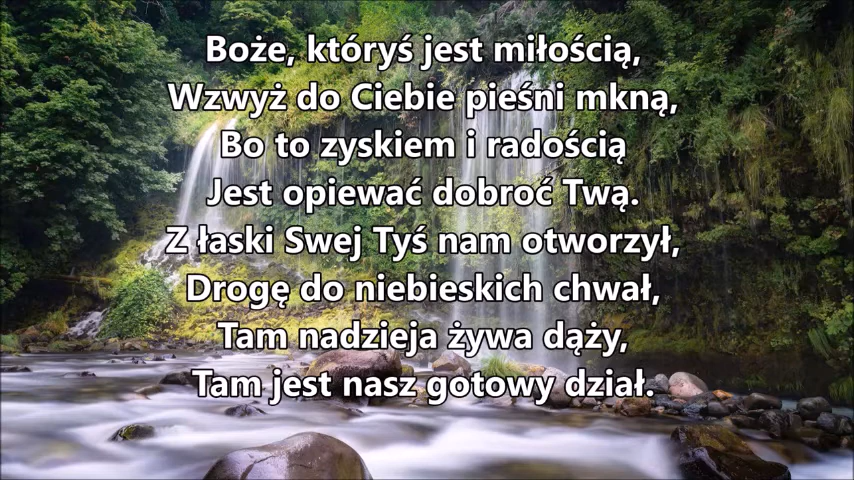 Boże, któryś jest miłością,
Wzwyż do Ciebie pieśni mkną,
Bo to zyskiem i radością
Jest opiewać dobroć Twą.
Z łaski Swej Tyś nam otworzył,
Drogę do niebieskich chwał,
Tam nadzieja żywa dąży,
Tam jest nasz gotowy dział.